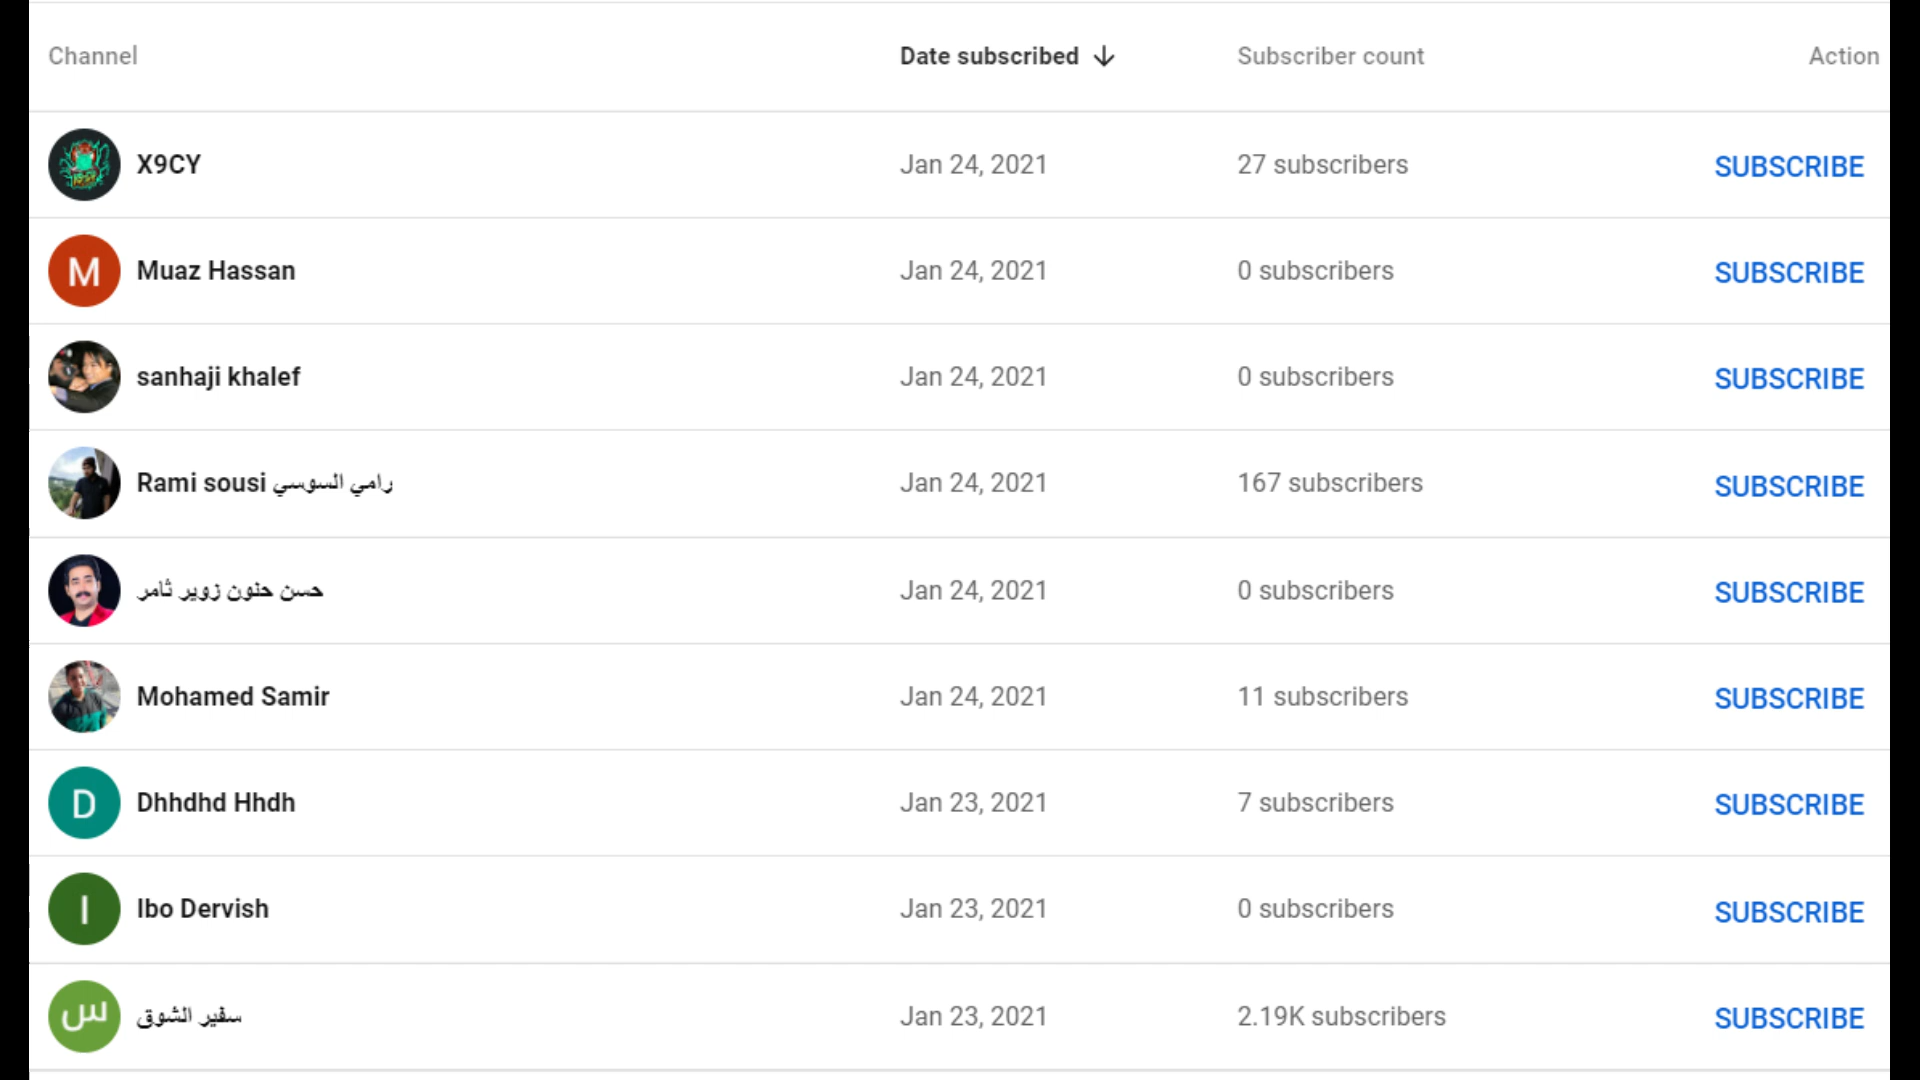 Channel Date subscribed Subscriber count Action
X9CY Jan 24, 2021 27 subscribers SUBSCRIBE
M Muaz Hassan Jan 24, 2021 0 subscribers SUBSCRIBE
sanhaji khalef Jan 24, 2021 0 subscribers SUBSCRIBE
Rami sousi رامي السوسي Jan 24, 2021 167 subscribers SUBSCRIBE
حسن حنون زوير ثامر Jan 24, 2021 0 subscribers SUBSCRIBE
Mohamed Samir Jan 24, 2021 11 subscribers SUBSCRIBE
D Dhhdhd Hhdh Jan 23, 2021 7 subscribers SUBSCRIBE
I Ibo Dervish Jan 23, 2021 0 subscribers SUBSCRIBE
س سفير الشوق Jan 23, 2021 2.19K subscribers SUBSCRIBE